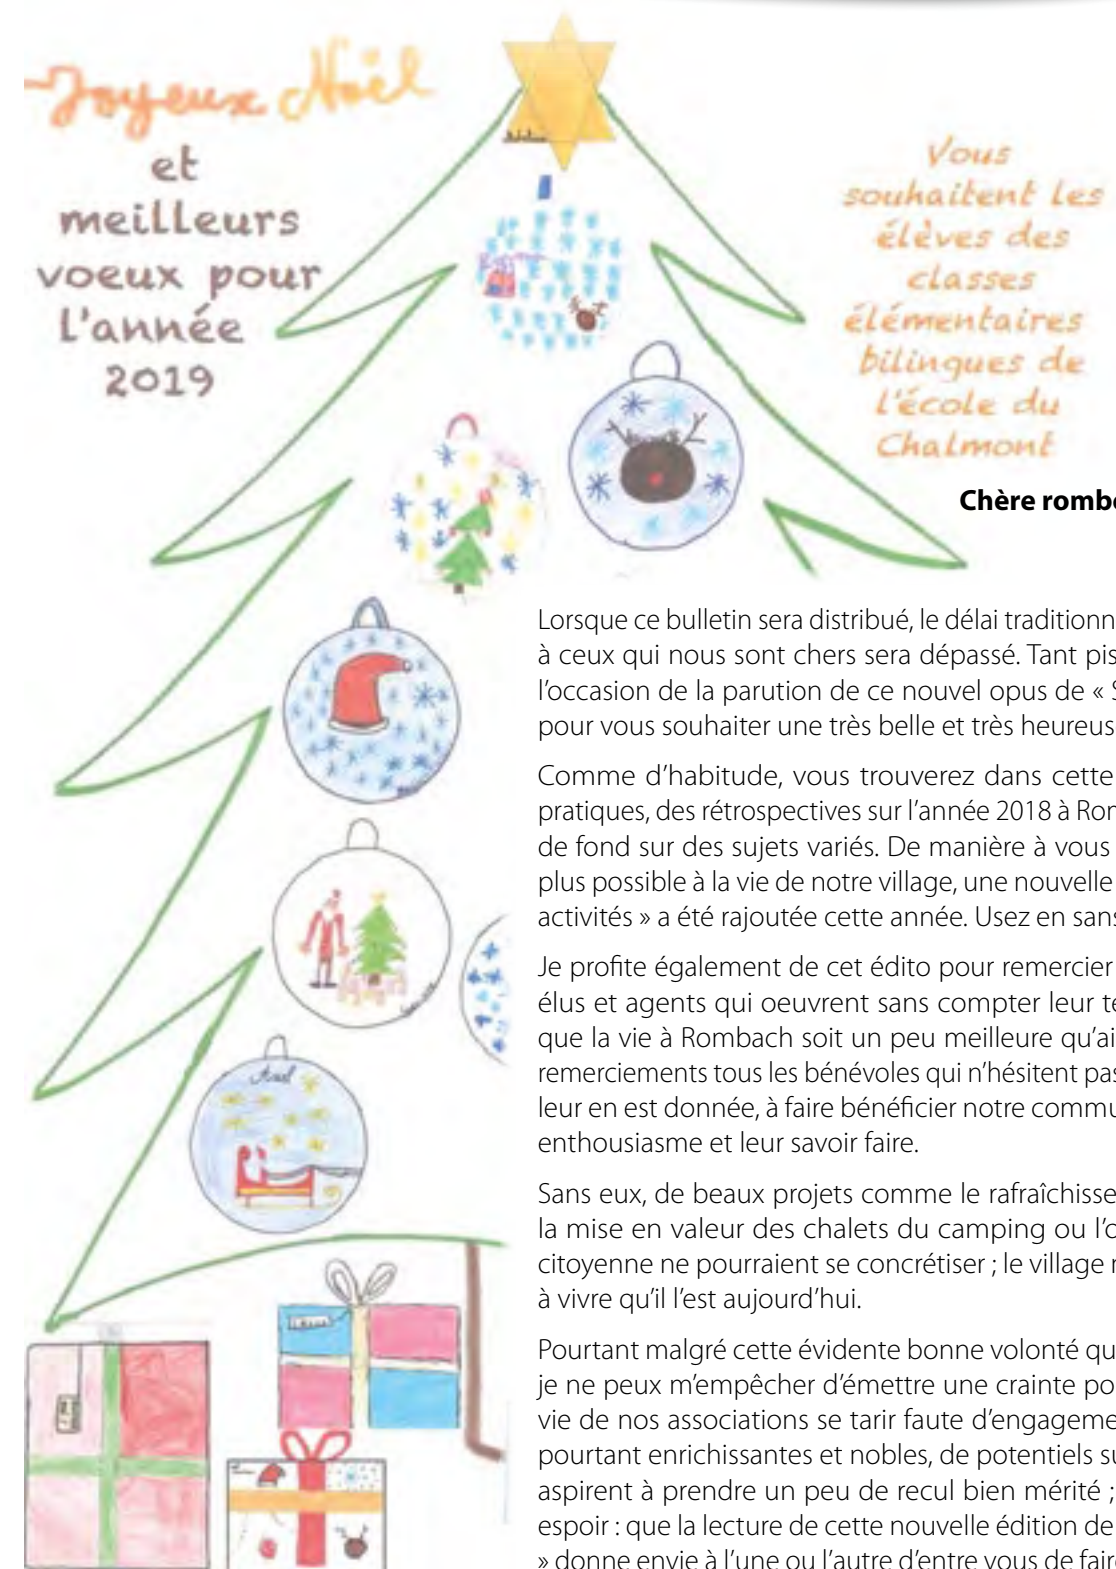 Joyeux Noël
et
meilleurs
voeux pour
l'année
2019
Vous
souhaitent les
élèves des
classes
élémentaires
bilingues de
l'école du
Chalmont
Chère rombe
Lorsque ce bulletin sera distribué, le délai traditionn
à ceux qui nous sont chers sera dépassé. Tant pis
l'occasion de la parution de ce nouvel opus de « S
pour vous souhaiter une très belle et très heureus
Comme d'habitude, vous trouverez dans cette
pratiques, des rétrospectives sur l'année 2018 à Rom
de fond sur des sujets variés. De manière à vous
plus possible à la vie de notre village, une nouvelle
activités » a été rajoutée cette année. Usez en sans
Je profite également de cet édito pour remercier
élus et agents qui oeuvrent sans compter leur te
que la vie à Rombach soit un peu meilleure qu'ai
remerciements tous les bénévoles qui n'hésitent pas
leur en est donnée, à faire bénéficier notre commu
enthousiasme et leur savoir faire.
Sans eux, de beaux projets comme le rafraîchisse
la mise en valeur des chalets du camping ou l'o
citoyenne ne pourraient se concrétiser ; le village n
à vivre qu'il l'est aujourd'hui.
Pourtant malgré cette évidente bonne volonté qu
je ne peux m'empêcher d'émettre une crainte po
vie de nos associations se tarir faute d'engageme
pourtant enrichissantes et nobles, de potentiels su
aspirent à prendre un peu de recul bien mérité ;
espoir : que la lecture de cette nouvelle édition de
» donne envie à l'une ou l'autre d'entre vous de faire
Axel